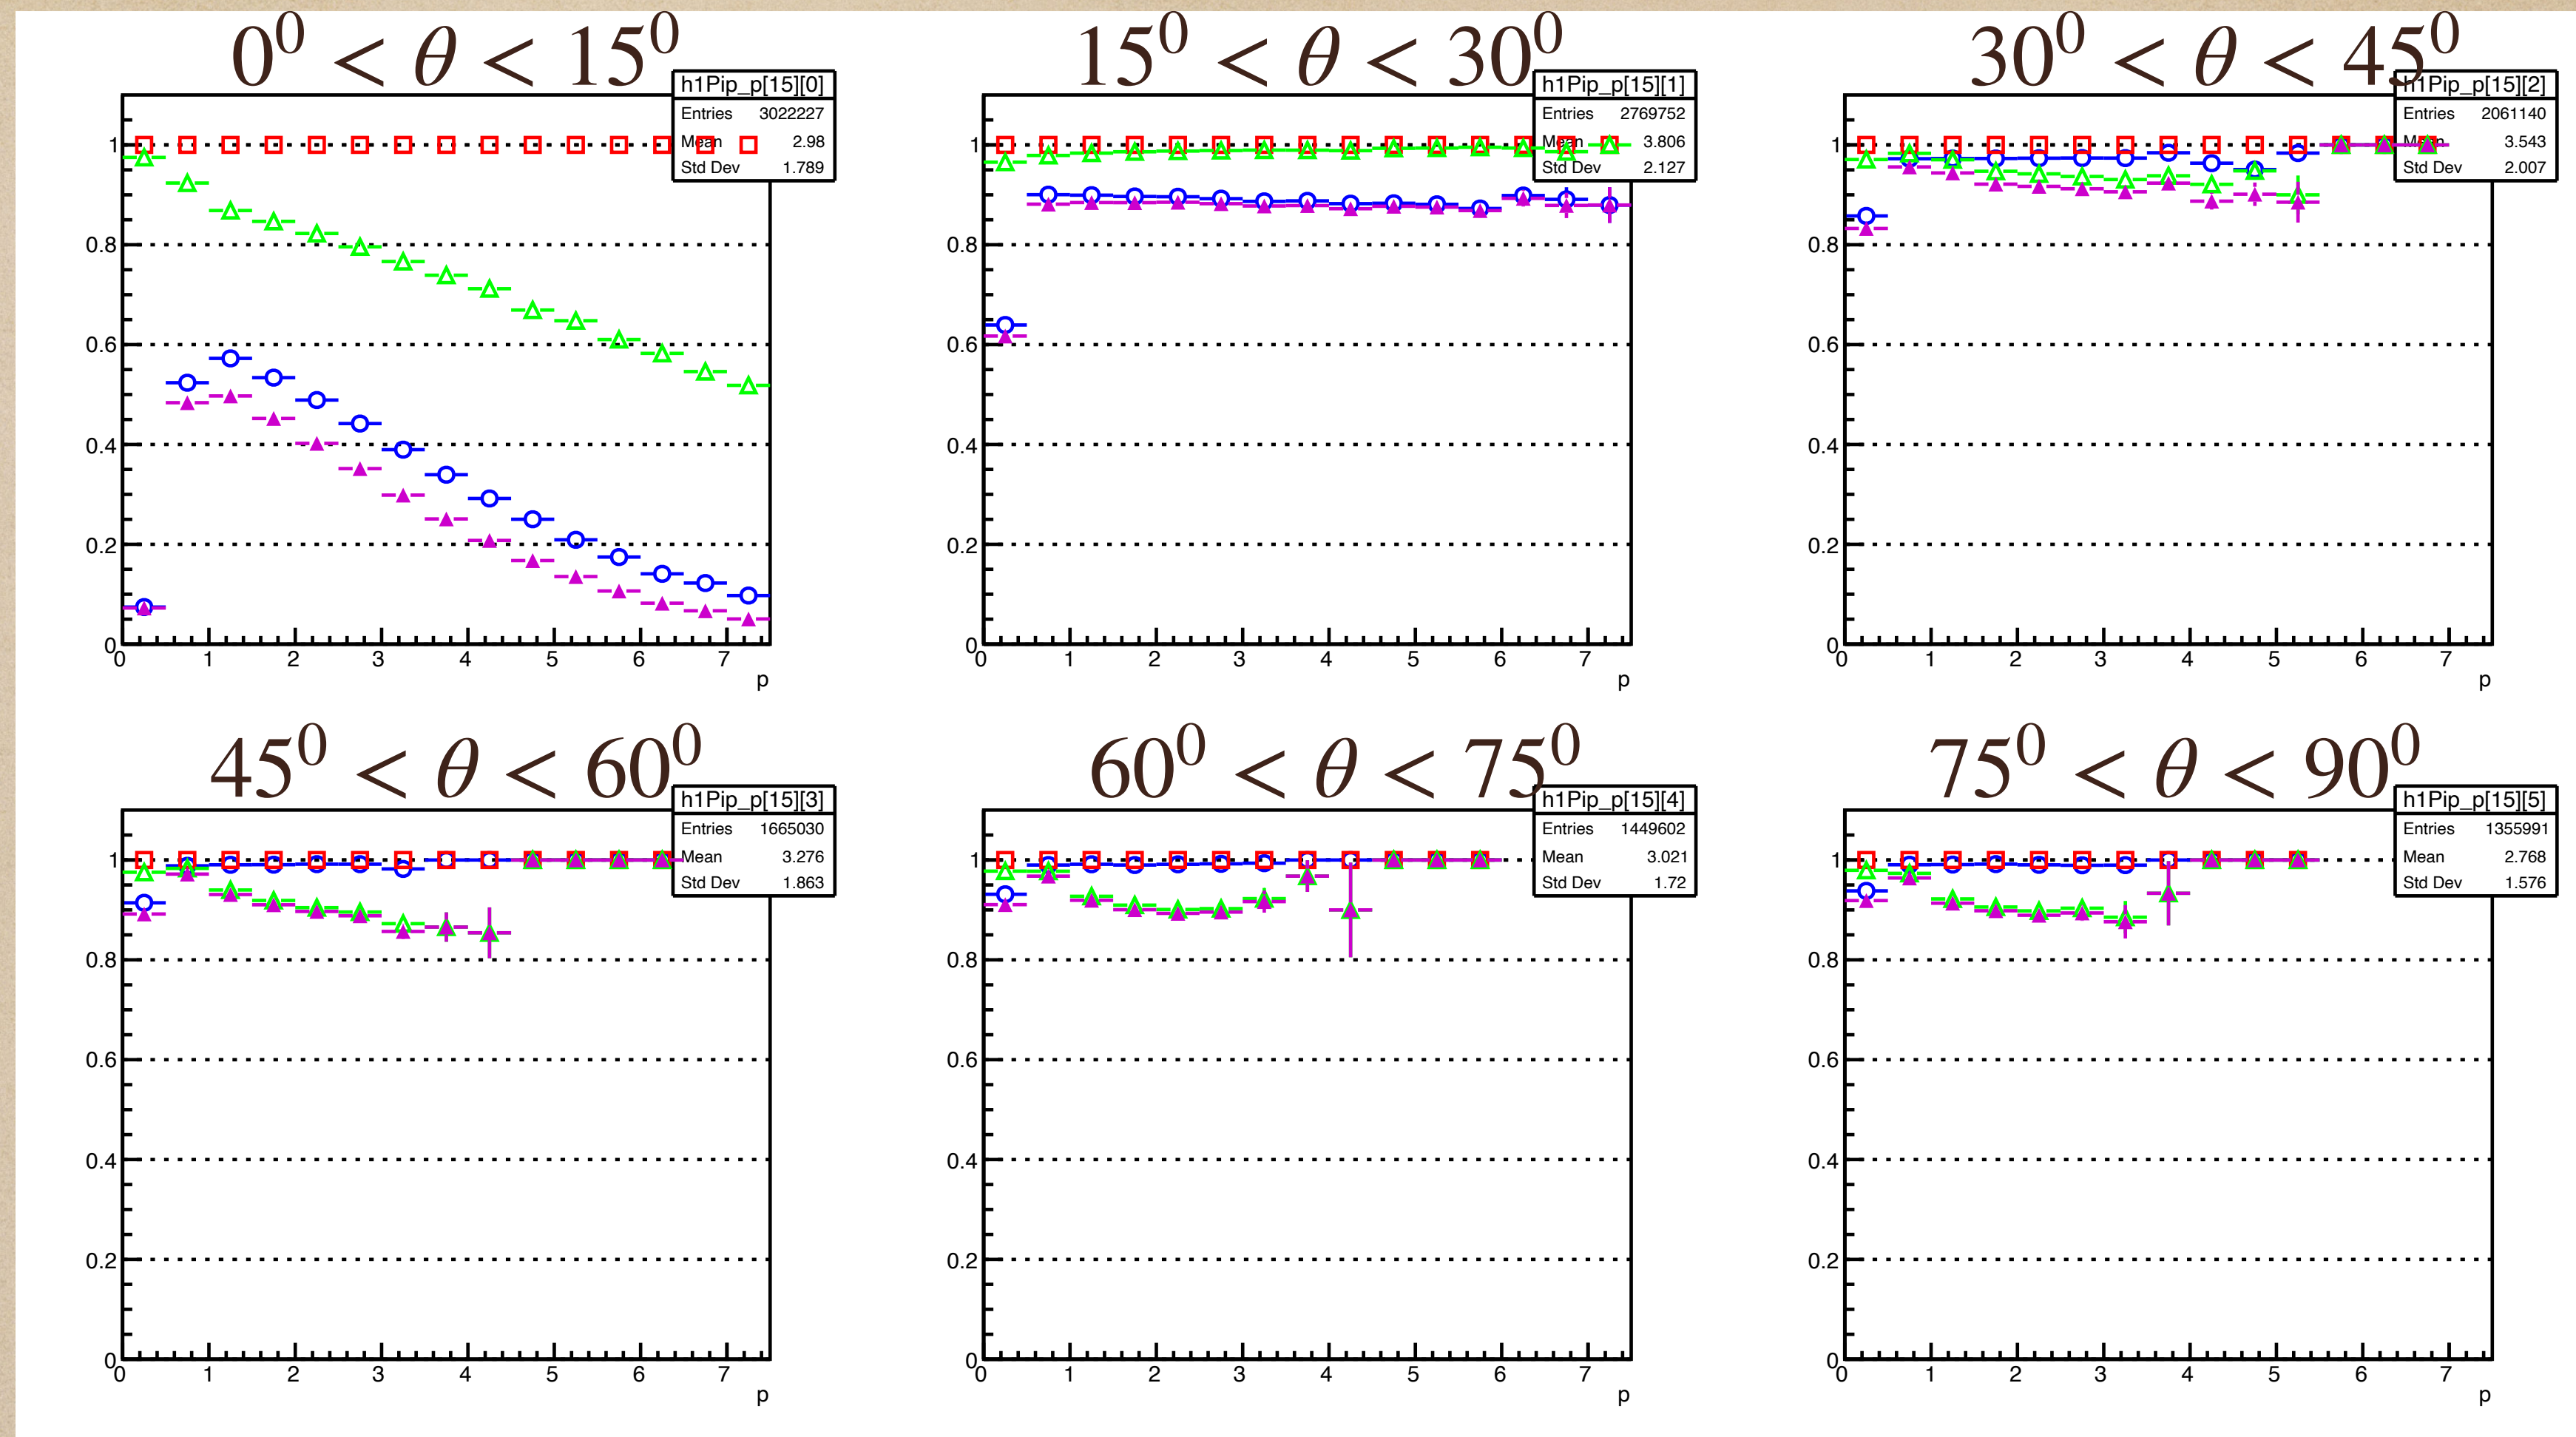 0⁰ < θ < 15⁰
h1Pip_p[15][0]
Entries 3022227
Mean 2.98
Std Dev 1.789
1
0.8
0.6
0.4
0.2
0
0 1 2 3 4 5 6 7
p
15⁰ < θ < 30⁰
h1Pip_p[15][1]
Entries 2769752
Mean 3.806
Std Dev 2.127
1
0.8
0.6
0.4
0.2
0
0 1 2 3 4 5 6 7
p
30⁰ < θ < 45⁰
h1Pip_p[15][2]
Entries 2061140
Mean 3.543
Std Dev 2.007
1
0.8
0.6
0.4
0.2
0
0 1 2 3 4 5 6 7
p
45⁰ < θ < 60⁰
h1Pip_p[15][3]
Entries 1665030
Mean 3.276
Std Dev 1.863
1
0.8
0.6
0.4
0.2
0
0 1 2 3 4 5 6 7
p
60⁰ < θ < 75⁰
h1Pip_p[15][4]
Entries 1449602
Mean 3.021
Std Dev 1.72
1
0.8
0.6
0.4
0.2
0
0 1 2 3 4 5 6 7
p
75⁰ < θ < 90⁰
h1Pip_p[15][5]
Entries 1355991
Mean 2.768
Std Dev 1.576
1
0.8
0.6
0.4
0.2
0
0 1 2 3 4 5 6 7
p